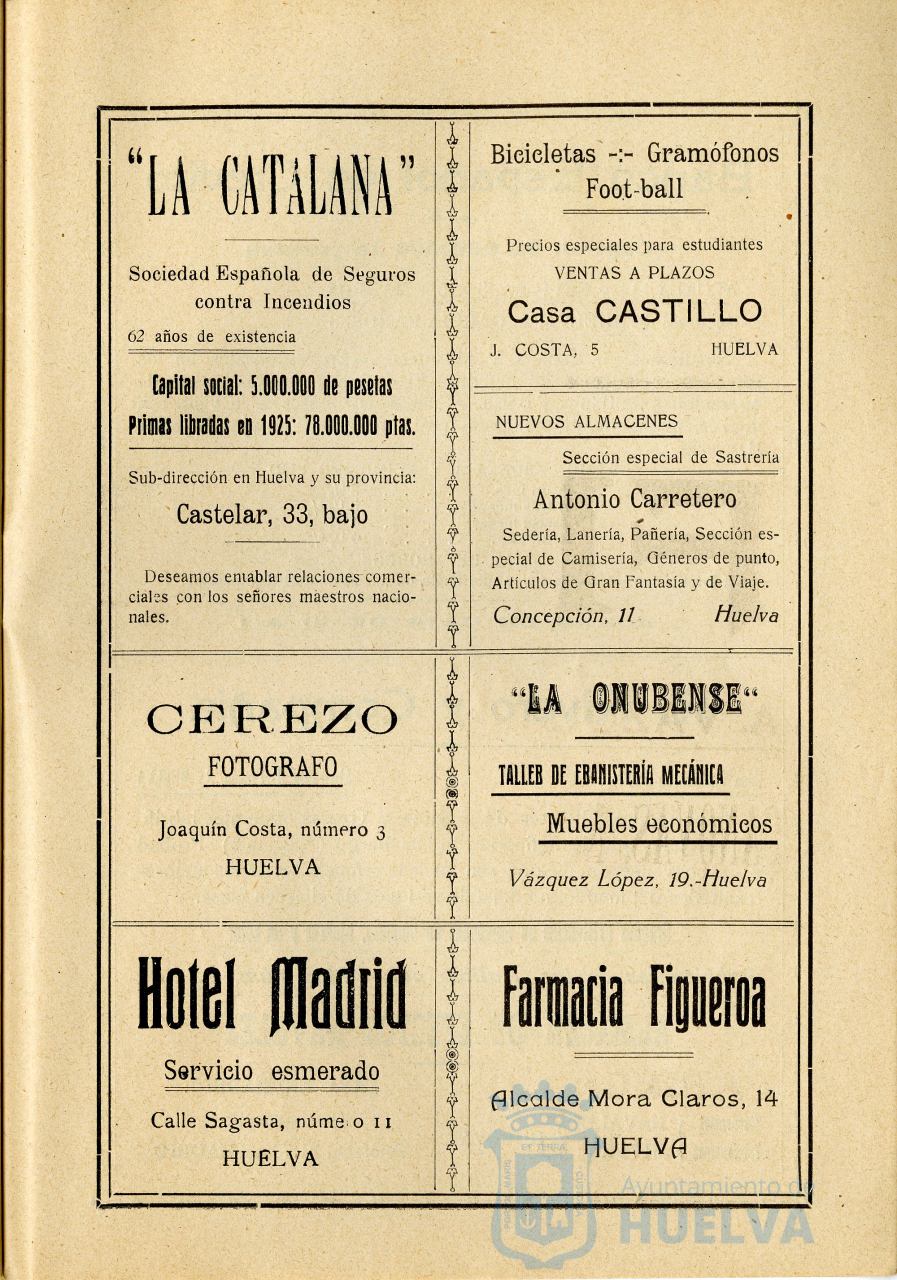 "LA CATALANA"
Sociedad Española de Seguros
contra Incendios
62 años de existencia
Capital social: 5.000.000 de pesetas
Primas libradas en 1925: 78.000.000 ptas.
Sub-dirección en Huelva y su provincia:
Castelar, 33, bajo
Deseamos entablar relaciones comer-
ciales con los señores maestros nacio-
nales.
Bicicletas -:- Gramófonos
Foot-ball
Precios especiales para estudiantes
VENTAS A PLAZOS
Casa CASTILLO
J. COSTA, 5 HUELVA
NUEVOS ALMACENES
Sección especial de Sastrería
Antonio Carretero
Sedería, Lanería, Pañería, Sección es-
pecial de Camisería, Géneros de punto,
Artículos de Gran Fantasía y de Viaje.
Concepción, 11 Huelva
CEREZO
FOTOGRAFO
Joaquín Costa, número 3
HUELVA
"LA ONUBENSE"
TALLER DE EBANISTERÍA MECÁNICA
Muebles económicos
Vázquez López, 19.-Huelva
Hotel Madrid
Servicio esmerado
Calle Sagasta, núme o 11
HUELVA
Farmacia Figueroa
Alcalde Mora Claros, 14
HUELVA
Ayuntamiento de
HUELVA